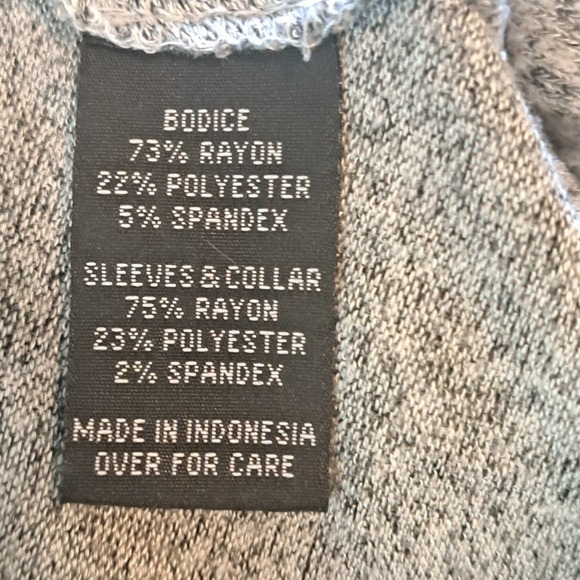 BODICE
73% RAYON
22% POLYESTER
5% SPANDEX
SLEEVES & COLLAR
75% RAYON
23% POLYESTER
2% SPANDEX
MADE IN INDONESIA
OVER FOR CARE